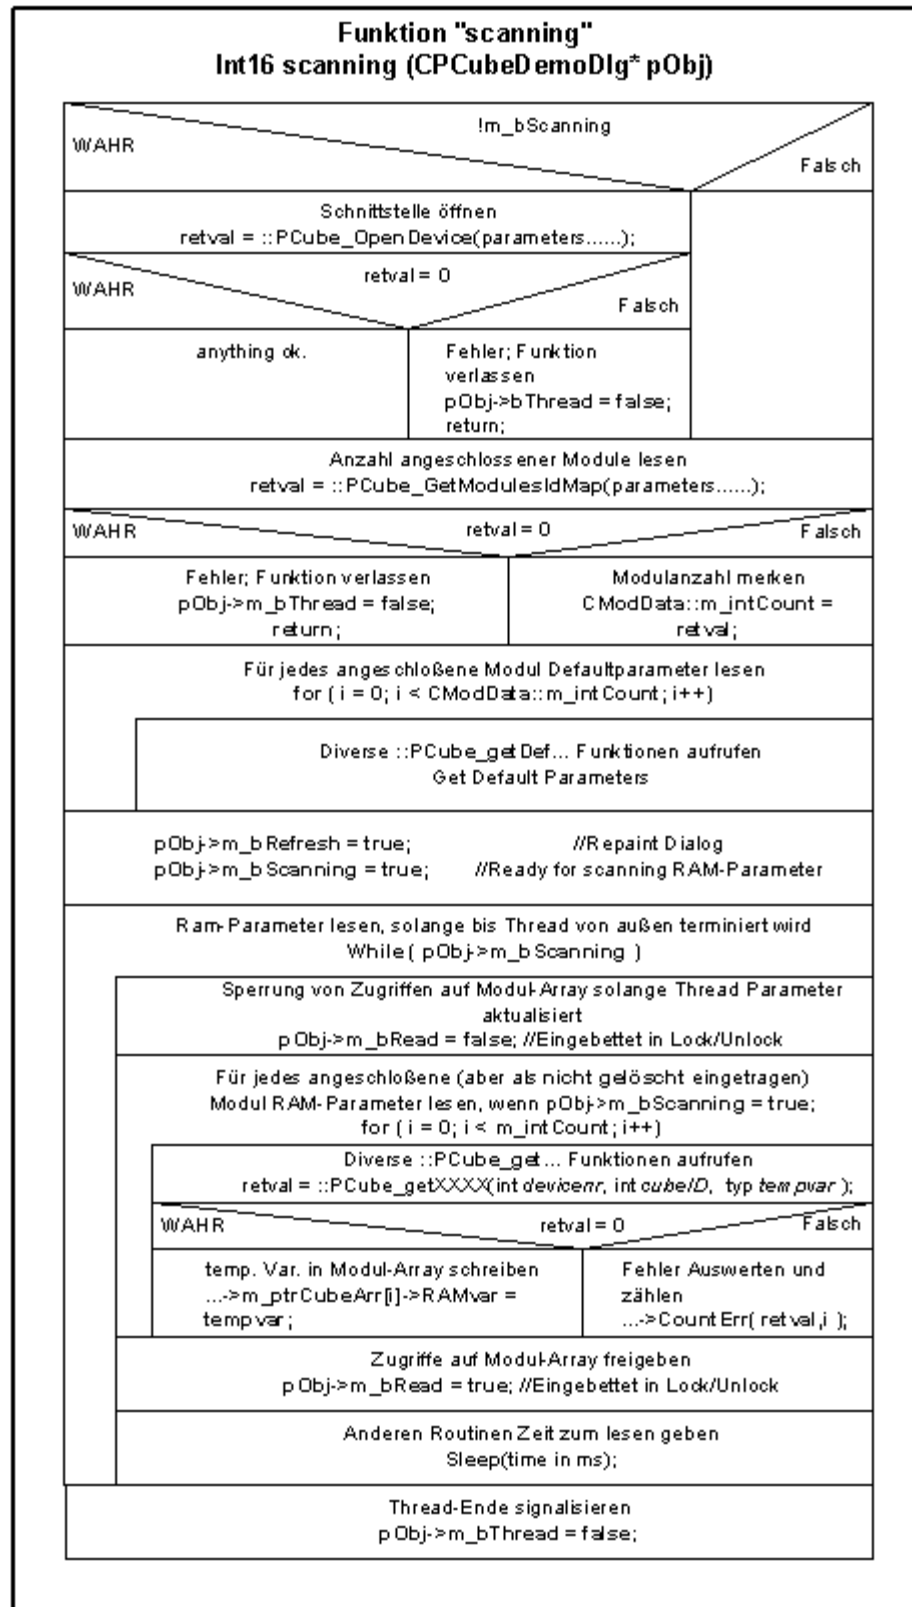 Funktion "scanning"
Int16 scanning (CPCubeDemoDlg* pObj)
!m_bScanning
WAHR
Falsch
Schnittstelle öffnen
retval = ::PCube_OpenDevice(parameters......);
retval = 0
WAHR
Falsch
anything ok.
Fehler; Funktion
verlassen
pObj->bThread = false;
return;
Anzahl angeschlossener Module lesen
retval = ::PCube_GetModulesIdMap(parameters......);
WAHR
retval = 0
Falsch
Fehler; Funktion verlassen
pObj->m_bThread = false;
return;
Modulanzahl merken
CModData::m_intCount =
retval;
Für jedes angeschloßene Modul Defaultparameter lesen
for ( i = 0; i < CModData::m_intCount; i++)
Diverse ::PCube_getDef... Funktionen aufrufen
Get Default Parameters
pObj->m_bRefresh = true; //Repaint Dialog
pObj->m_bScanning = true; //Ready for scanning RAM-Parameter
Ram-Parameter lesen, solange bis Thread von außen terminiert wird
While ( pObj->m_bScanning )
Sperrung von Zugriffen auf Modul-Array solange Thread Parameter
aktualisiert
pObj->m_bRead = false; //Eingebettet in Lock/Unlock
Für jedes angeschloßene (aber als nicht gelöscht eingetragen)
Modul RAM-Parameter lesen, wenn pObj->m_bScanning = true;
for ( i = 0; i < m_intCount; i++)
Diverse ::PCube_get... Funktionen aufrufen
retval = ::PCube_getXXXX(int devicenr, int cubeID, typ tempvar );
WAHR
retval = 0
Falsch
temp. Var. in Modul-Array schreiben
...->m_ptrCubeArr[i]->RAMvar =
tempvar;
Fehler Auswerten und
zählen
...->CountErr( retval,i );
Zugriffe auf Modul-Array freigeben
pObj->m_bRead = true; //Eingebettet in Lock/Unlock
Anderen Routinen Zeit zum lesen geben
Sleep(time in ms);
Thread-Ende signalisieren
pObj->m_bThread = false;